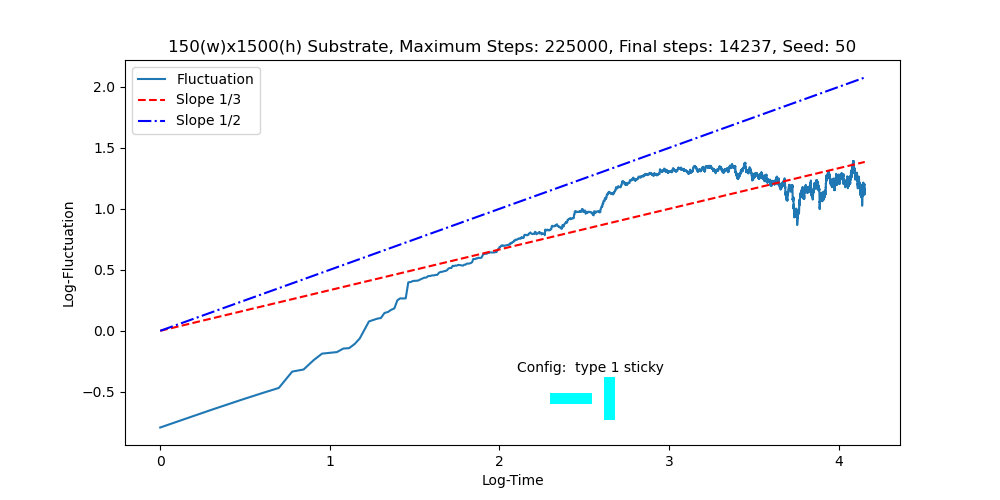 150(w)x1500(h) Substrate, Maximum Steps: 225000, Final steps: 14237, Seed: 50
Fluctuation
Slope 1/3
Slope 1/2
2.0
1.5
1.0
0.5
0.0
−0.5
Log-Fluctuation
Config:  type 1 sticky
0
1
2
3
4
Log-Time